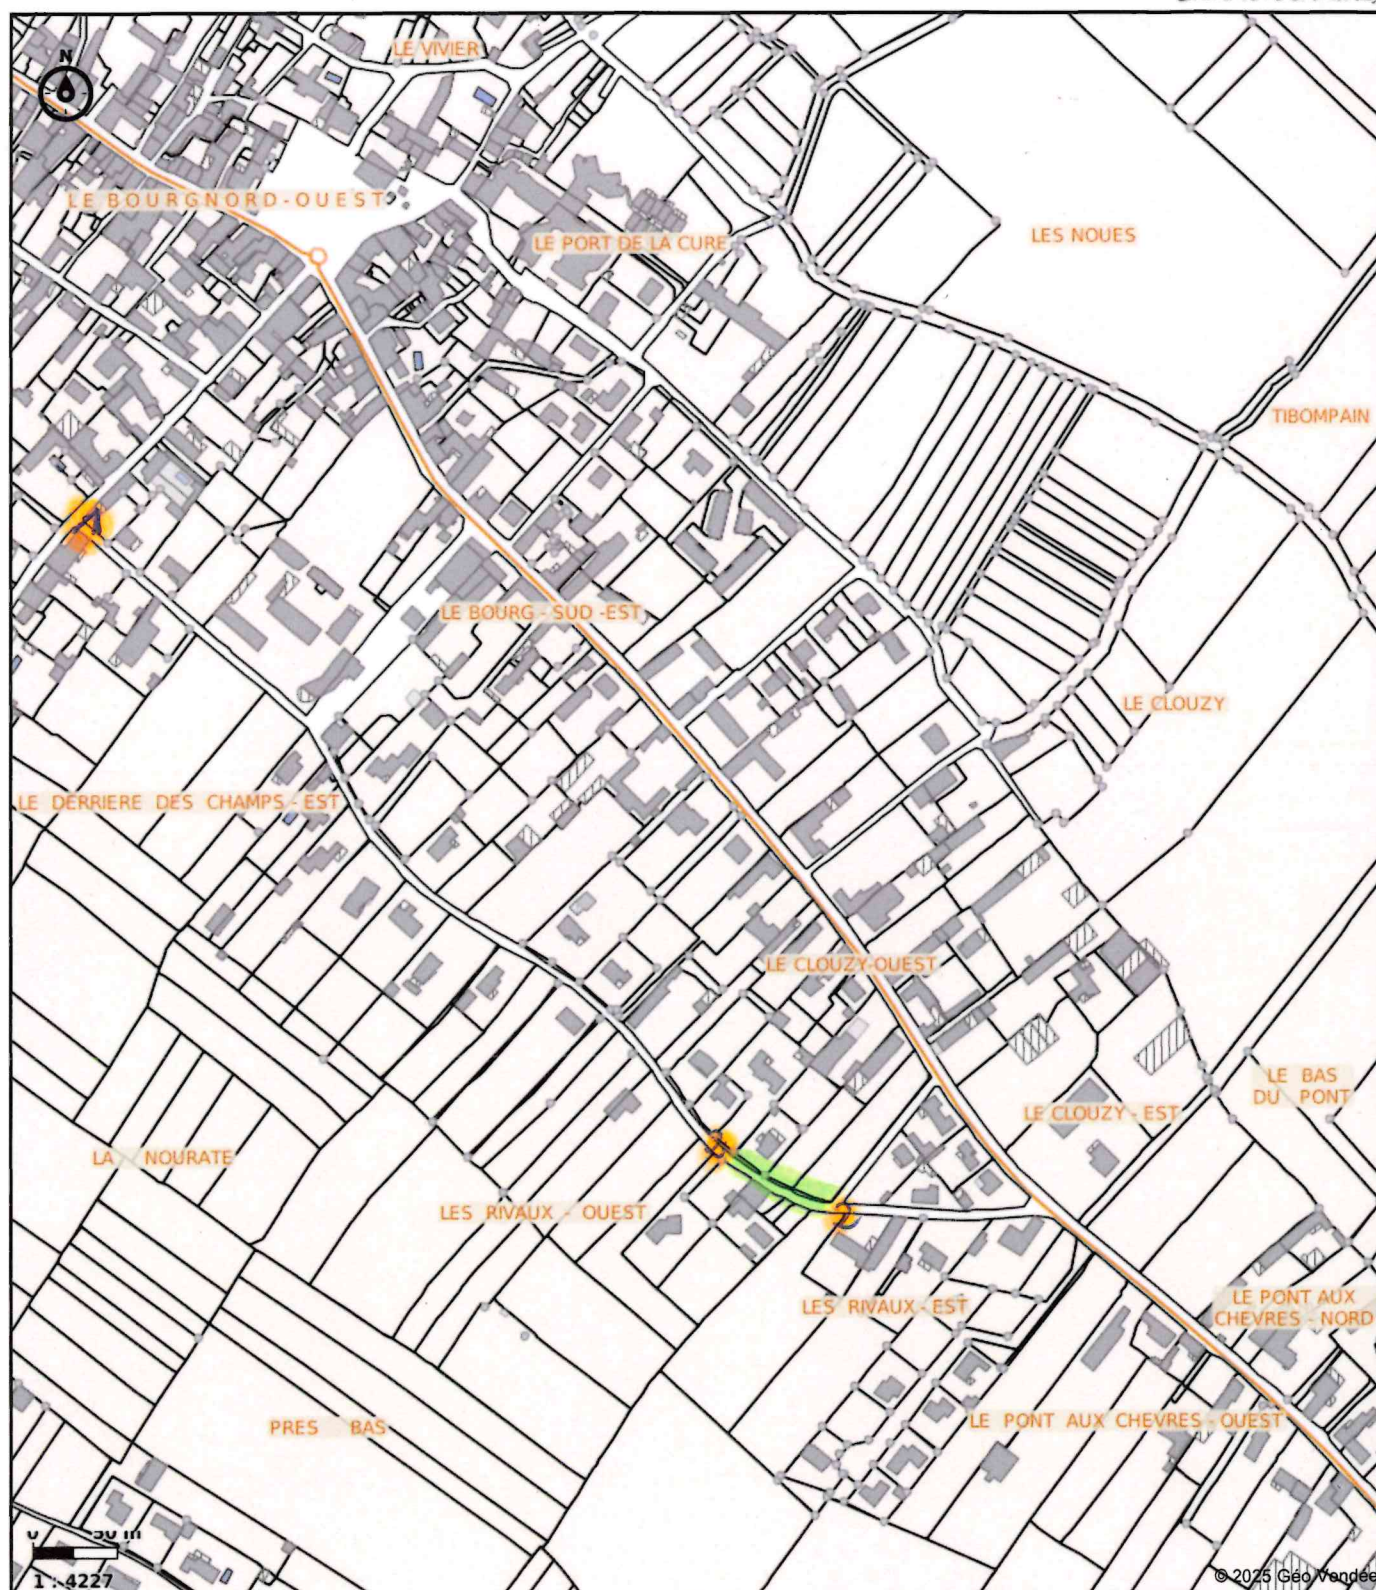 N
LE VIVIER
LE BOURGNORD-OUEST
LE PORT DE LA CURE
LES NOUES
TIBOMPAIN
LE BOURG - SUD -EST
LE CLOUZY
LE DERRIERE DES CHAMPS - EST
LE CLOUZY-OUEST
LE BAS
DU PONT
LE CLOUZY - EST
LA NOURATE
LES RIVAUX - OUEST
LES RIVAUX - EST
LE PONT AUX
CHEVRES - NORD
LE PONT AUX CHEVRES - OUEST
PRES BAS
0 50 m
1 : 4227
© 2025 Géo Vendée